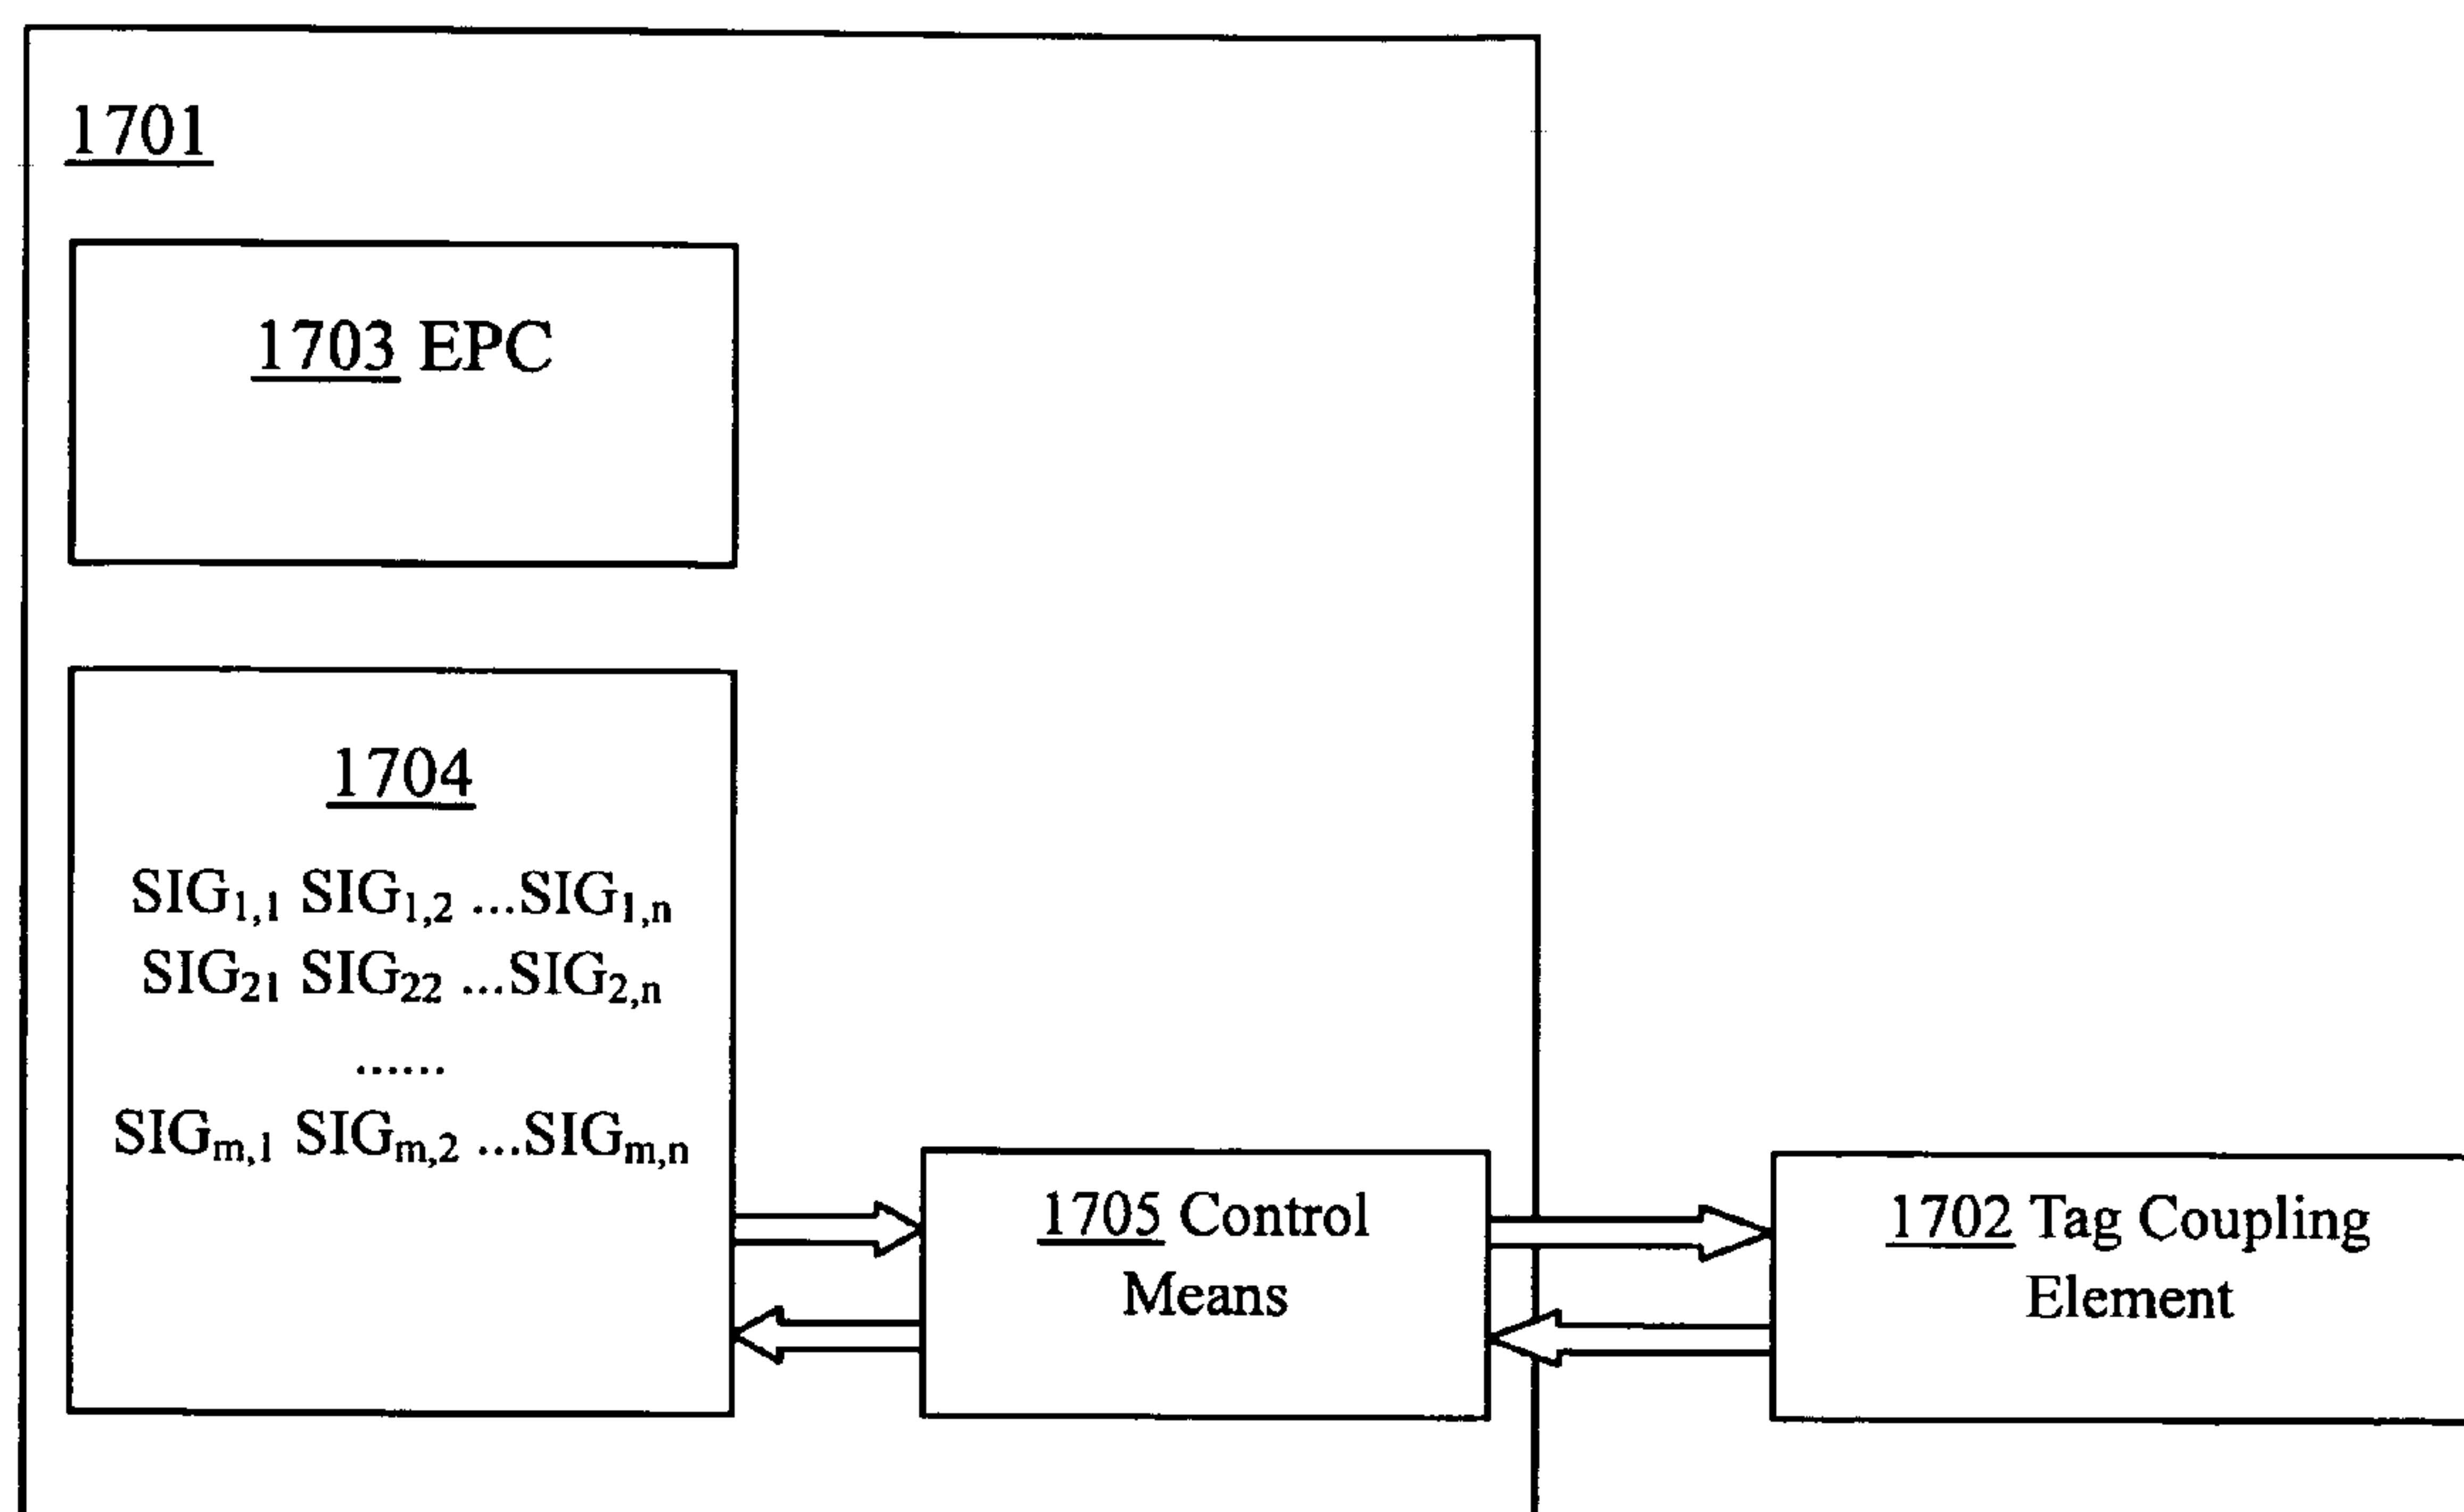 1701
1703 EPC
1704
SIG1,1 SIG1,2 ...SIG1,n
SIG21 SIG22 ...SIG2,n
......
SIGm,1 SIGm,2 ...SIGm,n
1705 Control
Means
1702 Tag Coupling
Element